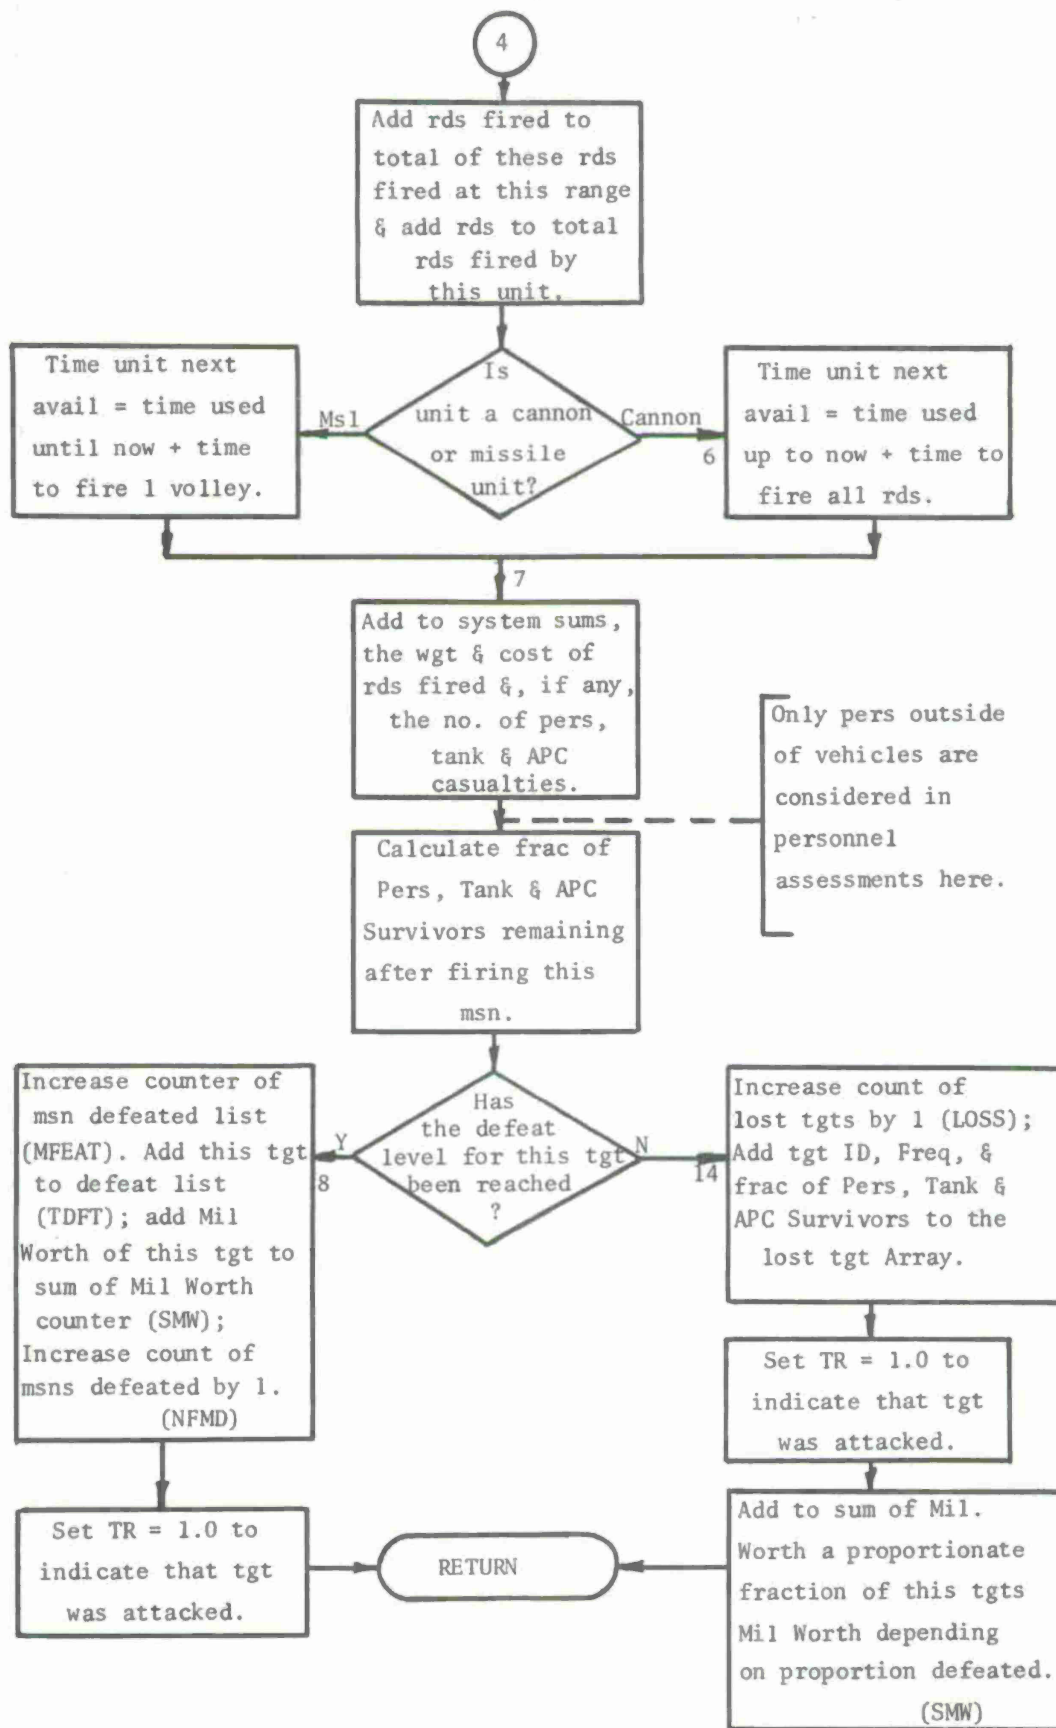 4
Add rds fired to
total of these rds
fired at this range
& add rds to total
rds fired by
this unit.
Is
unit a cannon
or missile
unit?
Msl
Cannon
6
Time unit next
avail = time used
until now + time
to fire 1 volley.
Time unit next
avail = time used
up to now + time to
fire all rds.
7
Add to system sums,
the wgt & cost of
rds fired &, if any,
the no. of pers,
tank & APC
casualties.
Only pers outside
of vehicles are
considered in
personnel
assessments here.
Calculate frac of
Pers, Tank & APC
Survivors remaining
after firing this
msn.
Has
the defeat
level for this tgt
been reached
?
Y
8
N
14
Increase counter of
msn defeated list
(MFEAT). Add this tgt
to defeat list
(TDFT); add Mil
Worth of this tgt to
sum of Mil Worth
counter (SMW);
Increase count of
msns defeated by 1.
(NFMD)
Increase count of
lost tgts by 1 (LOSS);
Add tgt ID, Freq, &
frac of Pers, Tank &
APC Survivors to the
lost tgt Array.
Set TR = 1.0 to
indicate that tgt
was attacked.
Set TR = 1.0 to
indicate that tgt
was attacked.
RETURN
Add to sum of Mil.
Worth a proportionate
fraction of this tgts
Mil Worth depending
on proportion defeated.
(SMW)